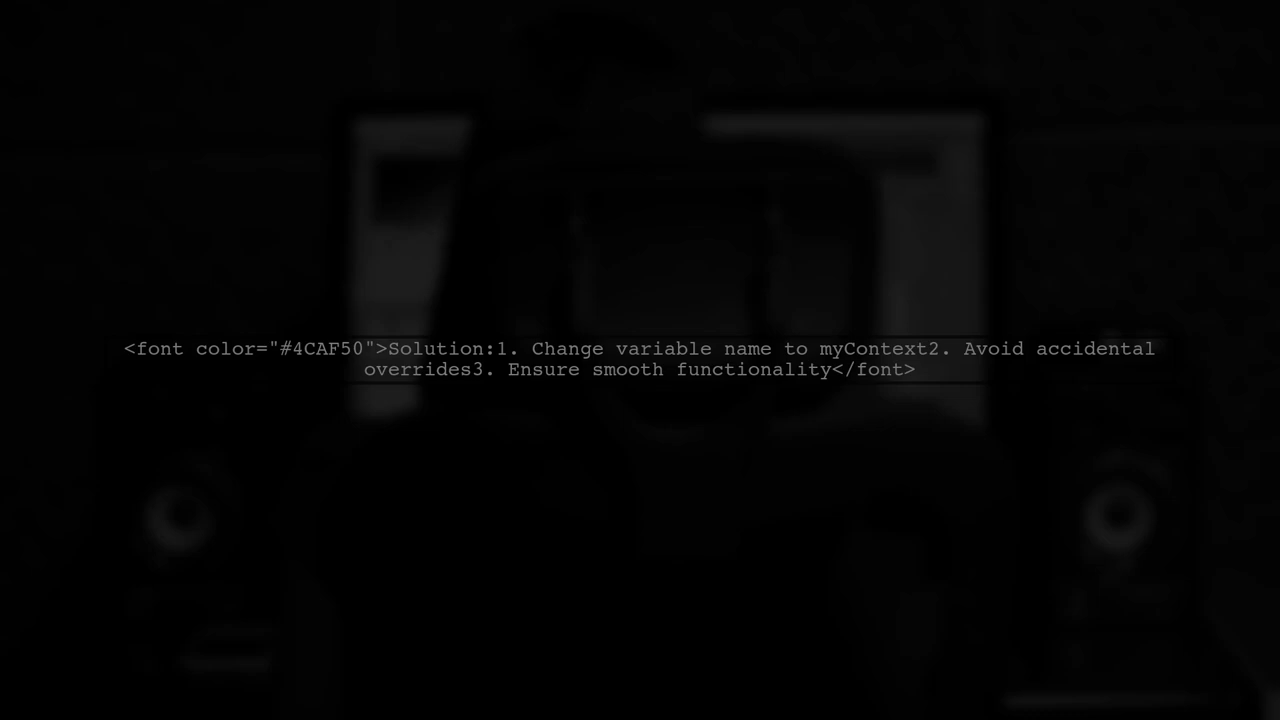 <font color="#4CAF50">Solution:1. Change variable name to myContext2. Avoid accidental
overrides3. Ensure smooth functionality</font>